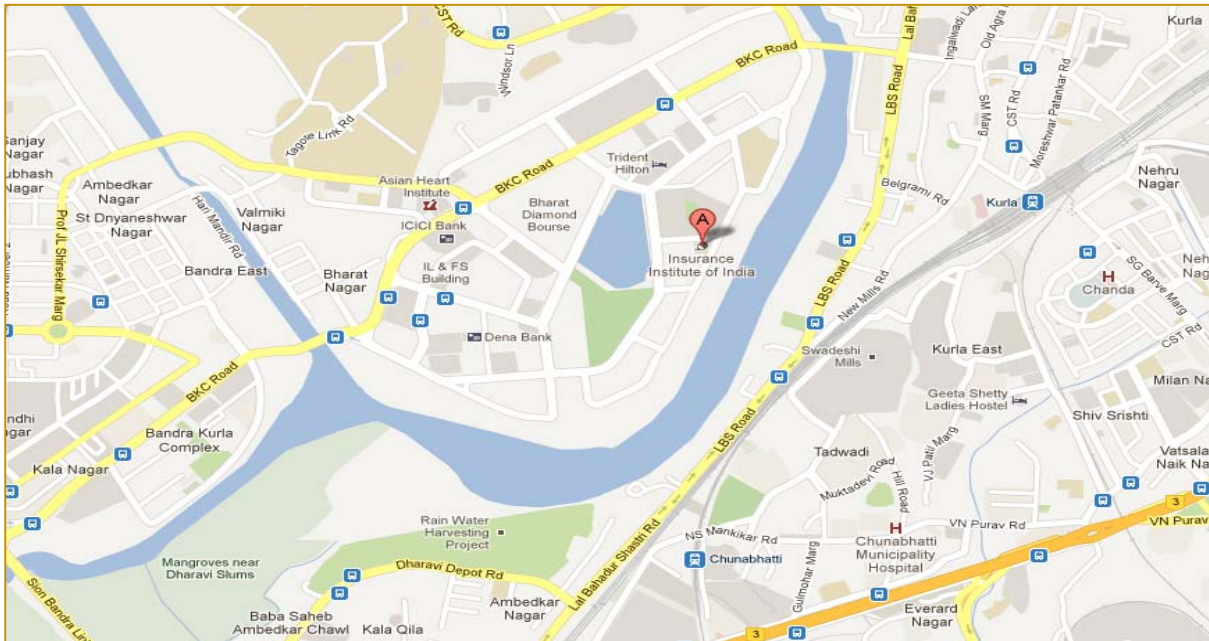 CST Rd
Windsor Ln
BKC Road
Lal Bahadur
Ingalwadi
Old Agra
Kurla
LBS Road
SM Marg
CST Rd
Moreshwar Patankar Rd
Sanjay
Nagar
Nagar
Tagore Link Rd
Ambedkar
Nagar
St Dnyaneshwar
Nagar
Hari Mandir Rd
Valmiki
Nagar
Prof JL Shirsekar Marg
Bandra East
Bharat
Nagar
Asian Heart
Institute
ICICI Bank
IL & FS
Building
BKC Road
Bharat
Diamond
Bourse
Trident
Hilton
A
Insurance
Institute of India
Dena Bank
Belgrami Rd
Kurla
Nehru
Nagar
H
Chanda
SG Barve Marg
CST Rd
LBS Road
New Mills Rd
Swadeshi
Mills
Kurla East
Geeta Shetty
Ladies Hostel
Milan
Shiv Srishti
BKC Road
Bandra Kurla
Complex
Kala Nagar
LBS Road
Tadwadi
Muktadevi Road
Hill Road
VJ Patil Marg
Vatsala
Naik
3
VN Purav Rd
VN Purav
Rain Water
Harvesting
Project
NS Mankikar Rd
H
Chunabhatti
Municipality
Hospital
Chunabhatti
Lal Bahadur Shastri Rd
Gulmohar Marg
Mangroves near
Dharavi Slums
Dharavi Depot Rd
Ambedkar
Nagar
Sion Bandra Link
Baba Saheb
Ambedkar Chawl
Kala Qila
Everard
Nagar
3